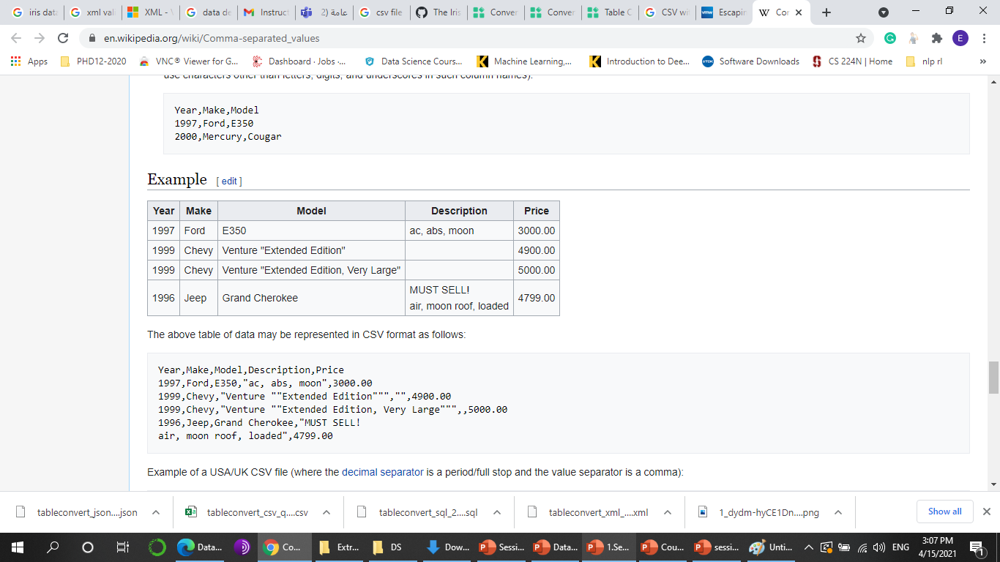 iris data
xml val
XML - 
data de
Instruct
عامة (2)
csv file
The Iris
Conver
Conver
Table C
CSV wi
Escapin
Cor
en.wikipedia.org/wiki/Comma-separated_values
E
Apps
PHD12-2020
VNC® Viewer for G...
Dashboard · Jobs ·...
Data Science Cours...
Machine Learning,...
Introduction to Dee...
Software Downloads
CS 224N | Home
nlp rl
»
use characters other than letters, digits, and underscores in such column names).
Year,Make,Model
1997,Ford,E350
2000,Mercury,Cougar
Example [ edit ]
Year Make Model Description Price
1997 Ford E350 ac, abs, moon 3000.00
1999 Chevy Venture "Extended Edition" 4900.00
1999 Chevy Venture "Extended Edition, Very Large" 5000.00
1996 Jeep Grand Cherokee MUST SELL!
air, moon roof, loaded 4799.00
The above table of data may be represented in CSV format as follows:
Year,Make,Model,Description,Price
1997,Ford,E350,"ac, abs, moon",3000.00
1999,Chevy,"Venture ""Extended Edition""","",4900.00
1999,Chevy,"Venture ""Extended Edition, Very Large""",,5000.00
1996,Jeep,Grand Cherokee,"MUST SELL!
air, moon roof, loaded",4799.00
Example of a USA/UK CSV file (where the decimal separator is a period/full stop and the value separator is a comma):
tableconvert_json....json
tableconvert_csv_q....csv
tableconvert_sql_2....sql
tableconvert_xml_....xml
1_dydm-hyCE1Dn....png
Show all
Data...
Co...
Extr...
DS
Dow...
Sessi...
Data...
1.Se...
Cou...
sessi...
Unti...
ENG
3:07 PM
4/15/2021
1